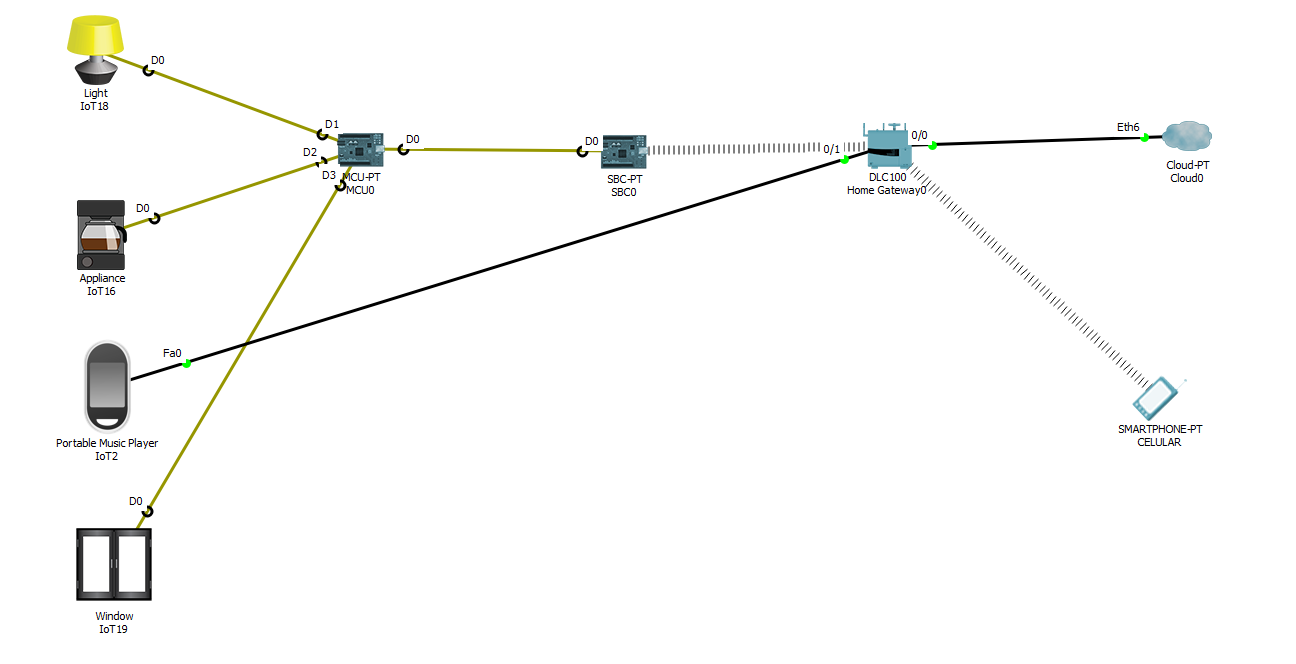 D0
Light
IoT18
D1
D0
D2
D3
MCU-PT
MCU0
D0
SBC-PT
SBC0
0/1
0/0
DLC100
Home Gateway0
Eth6
Cloud-PT
Cloud0
D0
Appliance
IoT16
Fa0
Portable Music Player
IoT2
SMARTPHONE-PT
CELULAR
D0
Window
IoT19